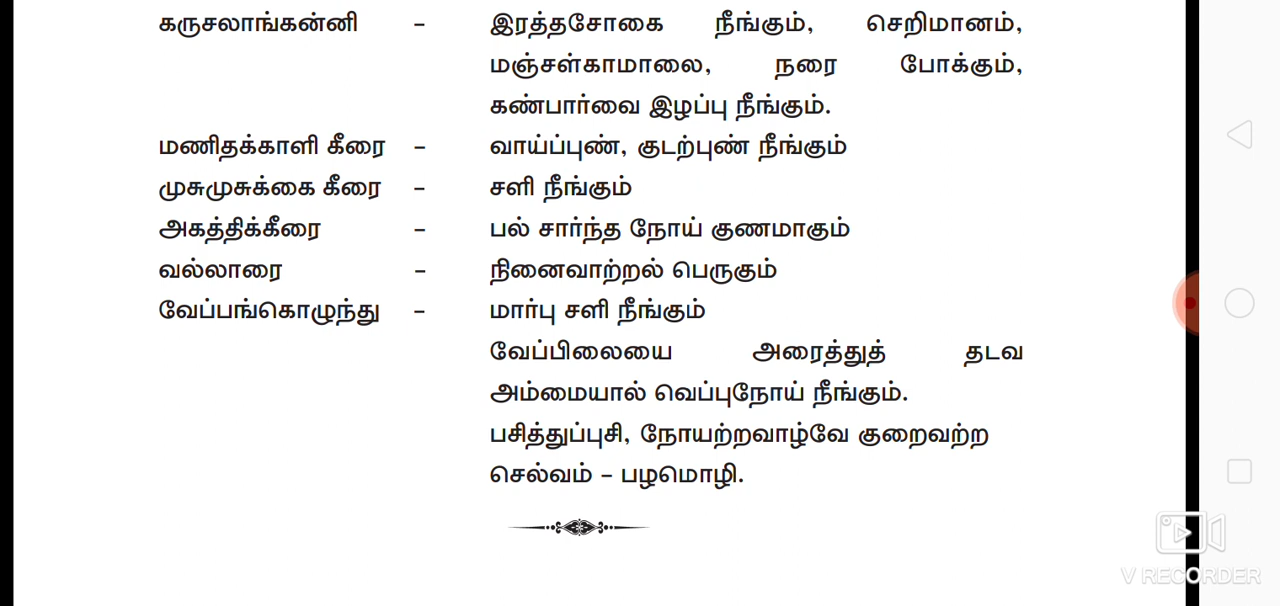 கருசலாங்கன்னி – இரத்தசோகை நீங்கும், செறிமானம்,
மஞ்சள்காமாலை, நரை போக்கும்,
கண்பார்வை இழப்பு நீங்கும்.
மணிதக்காளி கீரை – வாய்ப்புண், குடற்புண் நீங்கும்
முசுமுசுக்கை கீரை – சளி நீங்கும்
அகத்திக்கீரை – பல் சார்ந்த நோய் குணமாகும்
வல்லாரை – நினைவாற்றல் பெருகும்
வேப்பங்கொழுந்து – மார்பு சளி நீங்கும்
வேப்பிலையை அரைத்துத் தடவ
அம்மையால் வெப்புநோய் நீங்கும்.
பசித்துப்புசி, நோயற்றவாழ்வே குறைவற்ற
செல்வம் – பழமொழி.
V RECORDER